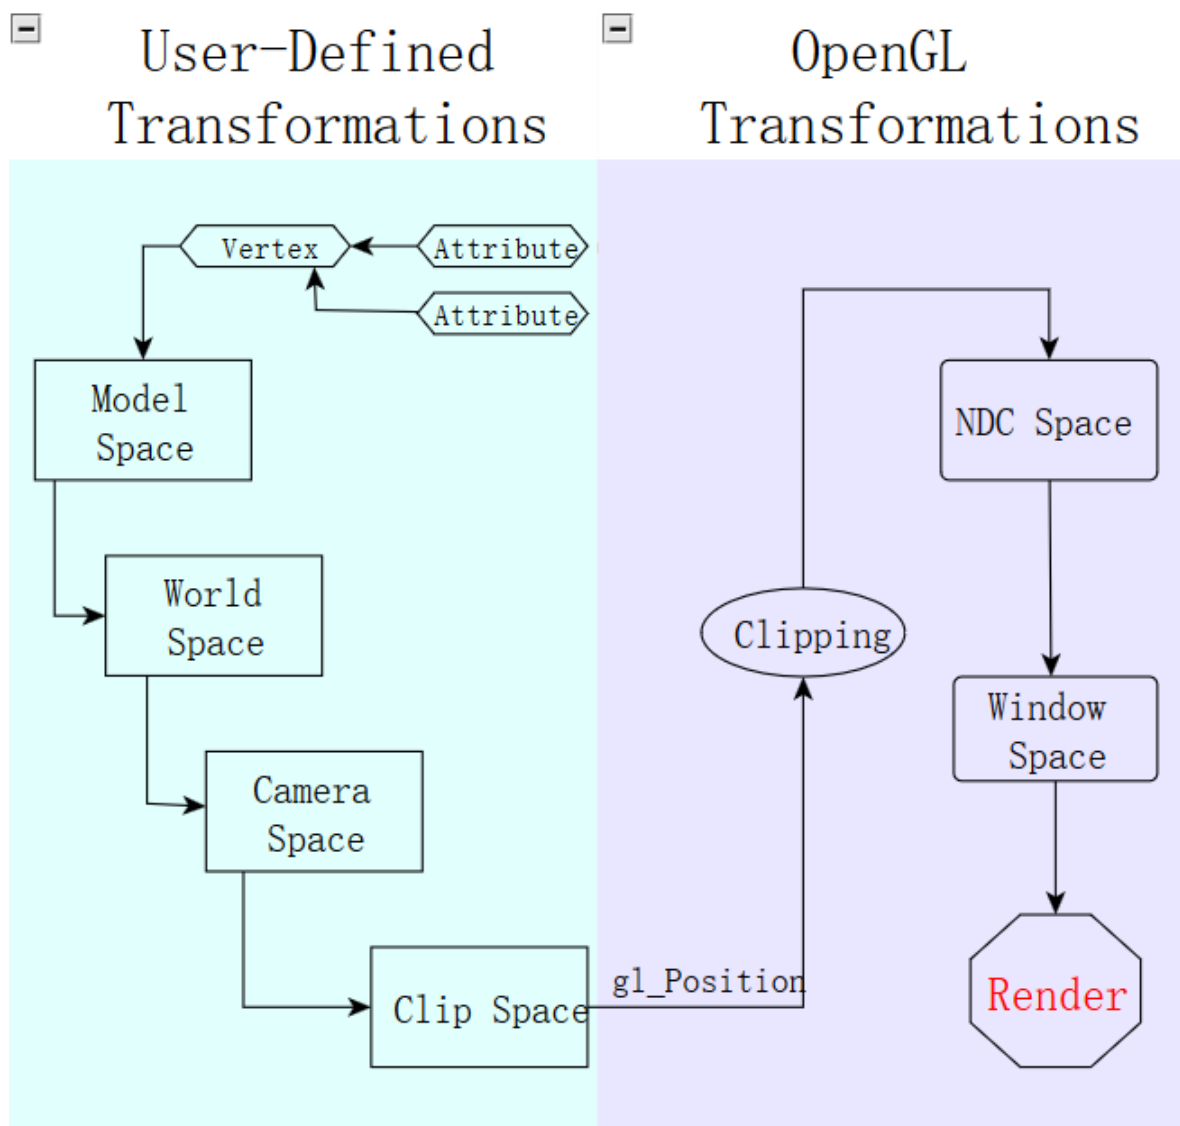 User-Defined
Transformations
Vertex
Attribute
Attribute
Model
Space
World
Space
Camera
Space
Clip Space
gl_Position
OpenGL
Transformations
Clipping
NDC Space
Window
Space
Render